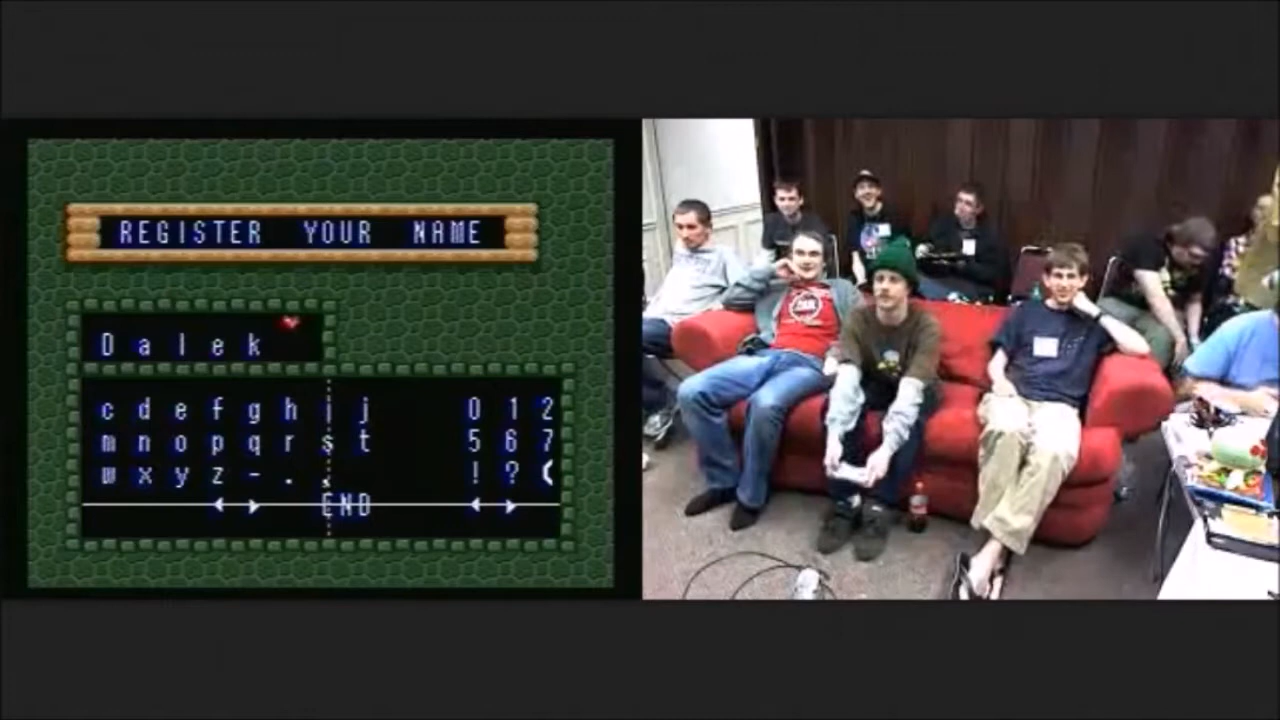 REGISTER YOUR NAME
Dalek
c d e f g h i j 0 1 2
m n o p q r s t 5 6 7
w x y z - . ! ? (
END